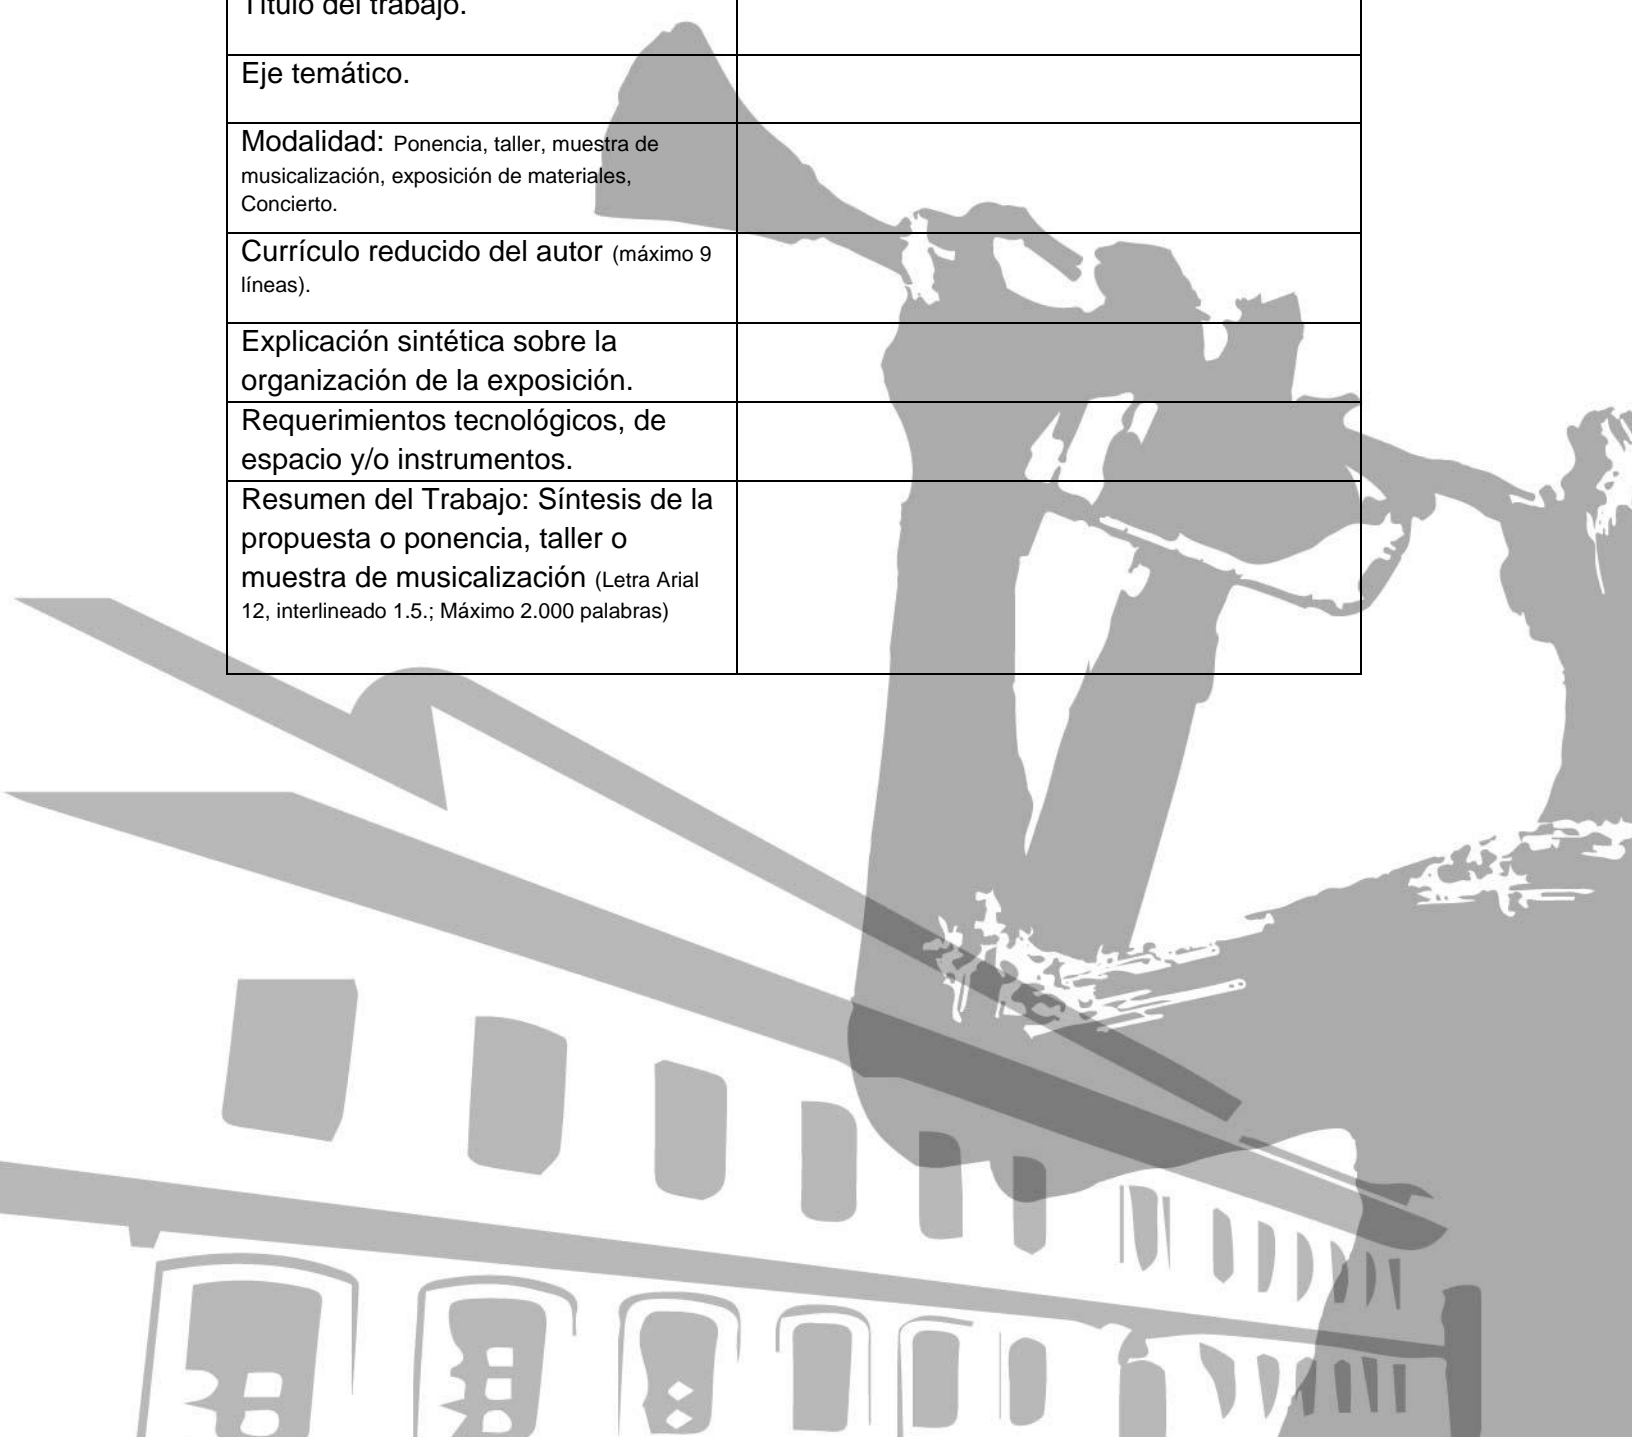 Título del trabajo.
Eje temático.
Modalidad: Ponencia, taller, muestra de
musicalización, exposición de materiales,
Concierto.
Currículo reducido del autor (máximo 9
líneas).
Explicación sintética sobre la
organización de la exposición.
Requerimientos tecnológicos, de
espacio y/o instrumentos.
Resumen del Trabajo: Síntesis de la
propuesta o ponencia, taller o
muestra de musicalización (Letra Arial
12, interlineado 1.5.; Máximo 2.000 palabras)